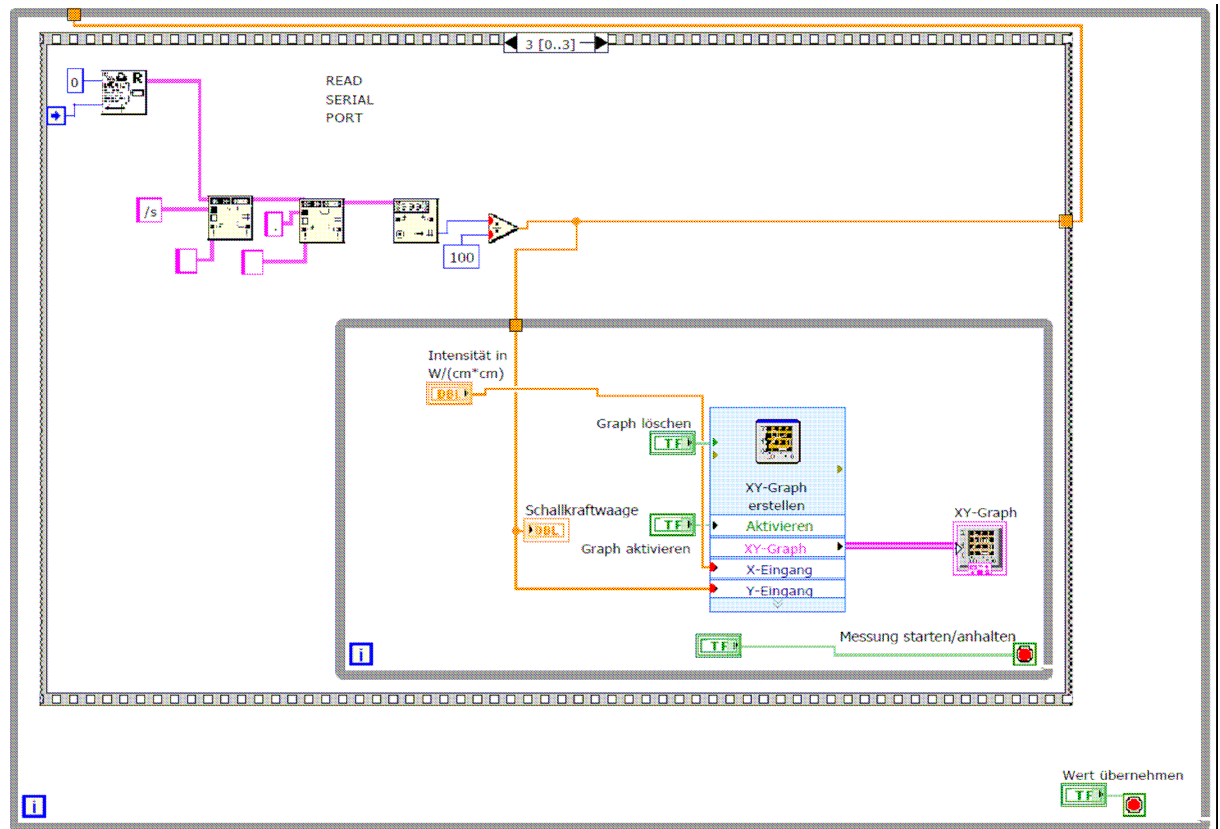 3 [0..3]
0
R
READ
SERIAL
PORT
/s
.
100
Intensität in
W/(cm*cm)
DBL
Graph löschen
TF
XY-Graph
erstellen
Schallkraftwaage
DBL
TF
Graph aktivieren
Aktivieren
XY-Graph
X-Eingang
Y-Eingang
XY-Graph
Messung starten/anhalten
TF
i
Wert übernehmen
TF
i